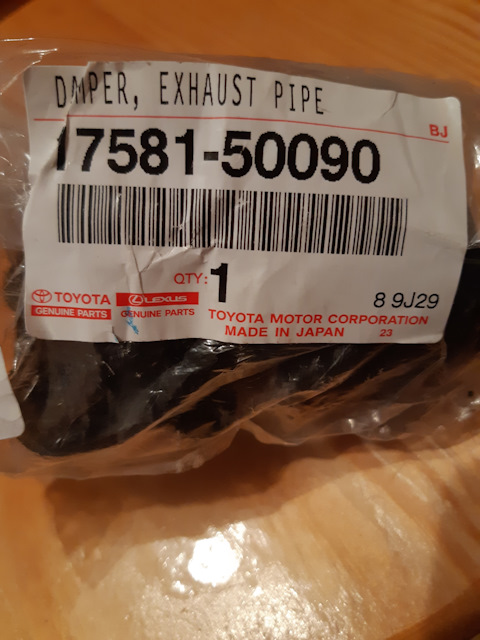 DMPER, EXHAUST PIPE
BJ
17581-50090
QTY: 1
8 9J29
TOYOTA LEXUS
GENUINE PARTS GENUINE PARTS
TOYOTA MOTOR CORPORATION
MADE IN JAPAN 23